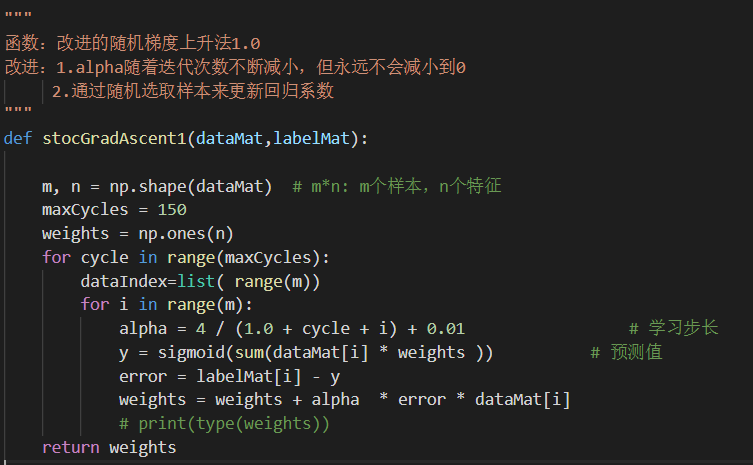 """
函数：改进的随机梯度上升法1.0
改进：1.alpha随着迭代次数不断减小，但永远不会减小到0
     2.通过随机选取样本来更新回归系数
"""
def stocGradAscent1(dataMat,labelMat):

    m, n = np.shape(dataMat)  # m*n: m个样本，n个特征
    maxCycles = 150
    weights = np.ones(n)
    for cycle in range(maxCycles):
        dataIndex=list( range(m))
        for i in range(m):
            alpha = 4 / (1.0 + cycle + i) + 0.01                 # 学习步长
            y = sigmoid(sum(dataMat[i] * weights ))          # 预测值
            error = labelMat[i] - y
            weights = weights + alpha  * error * dataMat[i]
            # print(type(weights))
    return weights